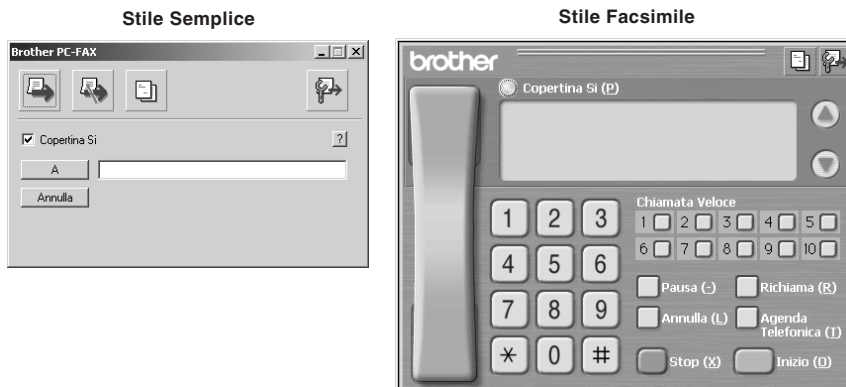 Stile Semplice
Stile Facsimile
Brother PC-FAX
Copertina Si
?
A
Annulla
brother
Copertina Si (P)
Chiamata Veloce
1 2 3 4 5
6 7 8 9 10
1 2 3
4 5 6
7 8 9
* 0 #
Pausa (-) Richiama (R)
Annulla (L) Agenda
Telefonica (T)
Stop (X) Inizio (O)